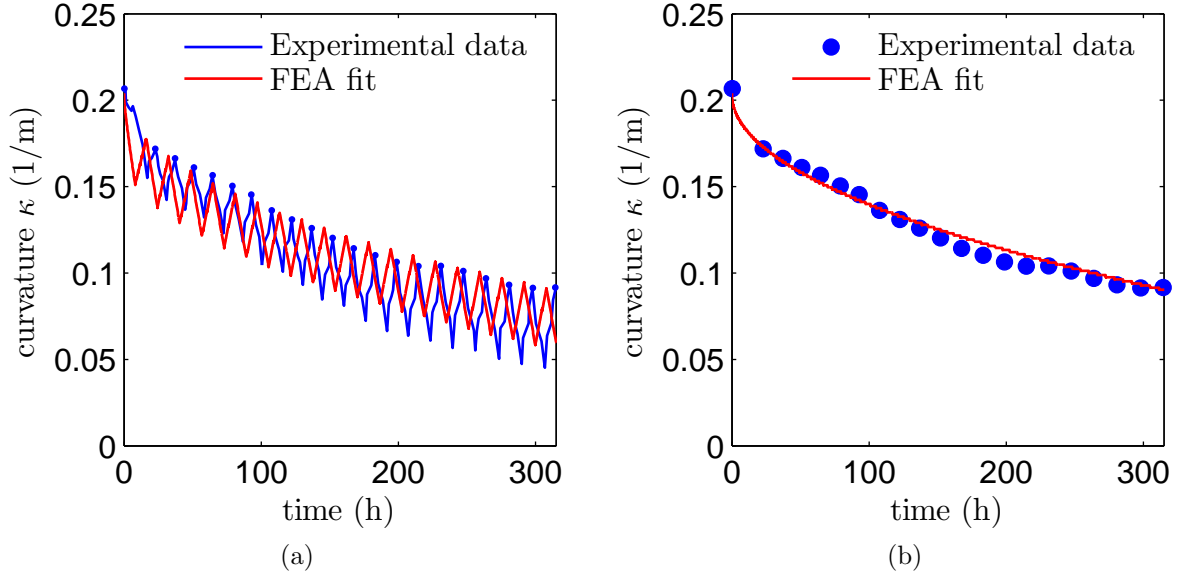 0.25
0.2
0.15
0.1
0.05
0
0 100 200 300
curvature κ (1/m)
time (h)
Experimental data
FEA fit
(a)
0.25
0.2
0.15
0.1
0.05
0
0 100 200 300
curvature κ (1/m)
time (h)
Experimental data
FEA fit
(b)